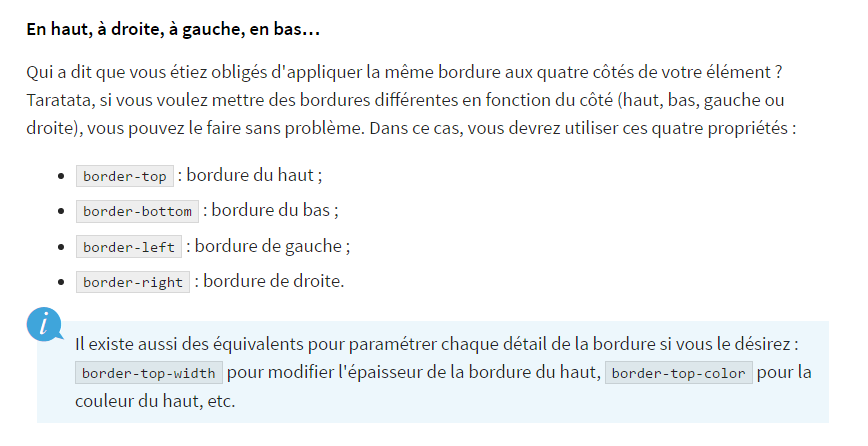 En haut, à droite, à gauche, en bas…
Qui a dit que vous étiez obligés d'appliquer la même bordure aux quatre côtés de votre élément ?
Taratata, si vous voulez mettre des bordures différentes en fonction du côté (haut, bas, gauche ou
droite), vous pouvez le faire sans problème. Dans ce cas, vous devrez utiliser ces quatre propriétés :
• border-top : bordure du haut ;
• border-bottom : bordure du bas ;
• border-left : bordure de gauche ;
• border-right : bordure de droite.
i
Il existe aussi des équivalents pour paramétrer chaque détail de la bordure si vous le désirez :
border-top-width pour modifier l'épaisseur de la bordure du haut, border-top-color pour la
couleur du haut, etc.